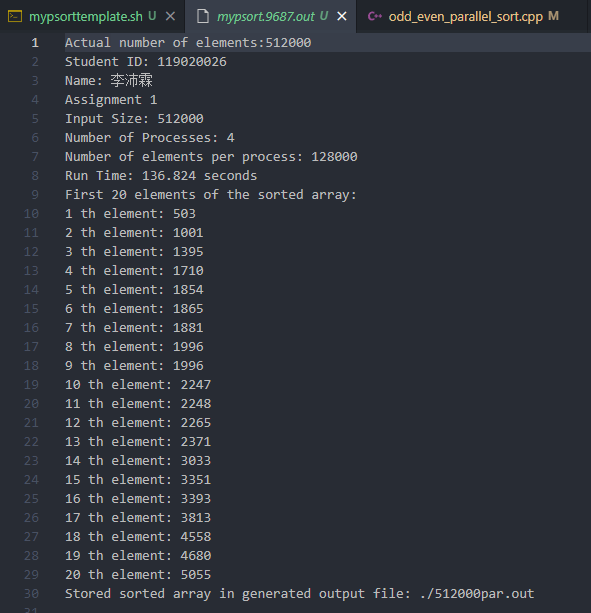 mypsorttemplate.sh U mypsort.9687.out U odd_even_parallel_sort.cpp M
1 Actual number of elements:512000
2 Student ID: 119020026
3 Name: 李沛霖
4 Assignment 1
5 Input Size: 512000
6 Number of Processes: 4
7 Number of elements per process: 128000
8 Run Time: 136.824 seconds
9 First 20 elements of the sorted array:
10 1 th element: 503
11 2 th element: 1001
12 3 th element: 1395
13 4 th element: 1710
14 5 th element: 1854
15 6 th element: 1865
16 7 th element: 1881
17 8 th element: 1996
18 9 th element: 1996
19 10 th element: 2247
20 11 th element: 2248
21 12 th element: 2265
22 13 th element: 2371
23 14 th element: 3033
24 15 th element: 3351
25 16 th element: 3393
26 17 th element: 3813
27 18 th element: 4558
28 19 th element: 4680
29 20 th element: 5055
30 Stored sorted array in generated output file: ./512000par.out
31